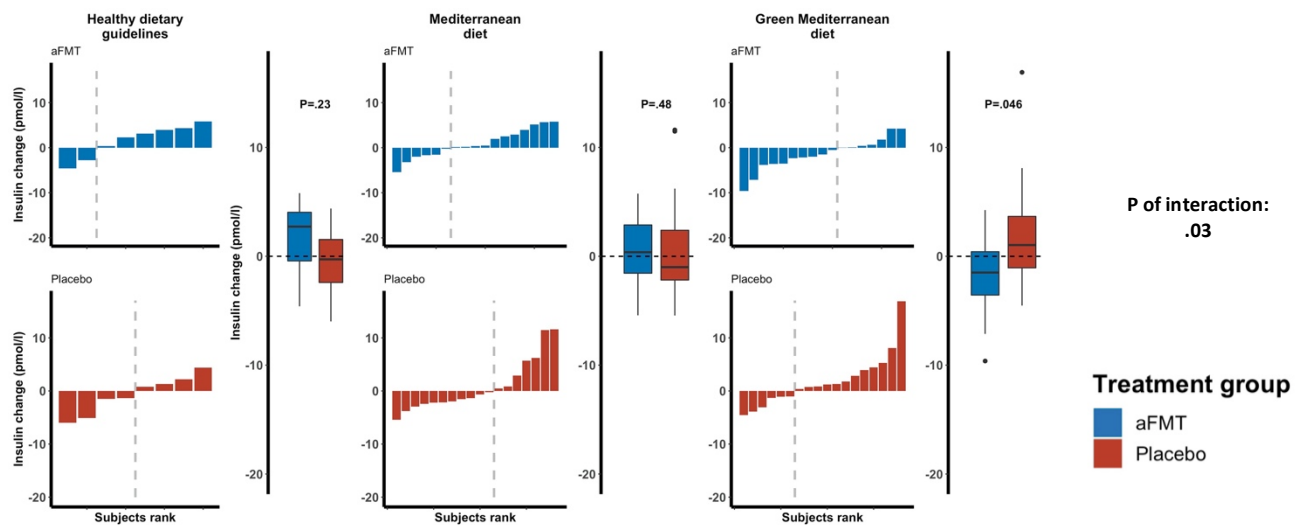 Healthy dietary
guidelines
Mediterranean
diet
Green Mediterranean
diet
aFMT
Insulin change (pmol/l)
10
0
-10
-20
Placebo
Insulin change (pmol/l)
10
0
-10
-20
Subjects rank
P=.23
Insulin change (pmol/l)
10
0
-10
-20
aFMT
10
0
-10
-20
Placebo
10
0
-10
-20
Subjects rank
P=.48
10
0
-10
-20
aFMT
10
0
-10
-20
Placebo
10
0
-10
-20
Subjects rank
P=.046
10
0
-10
-20
P of interaction:
.03
Treatment group
aFMT
Placebo